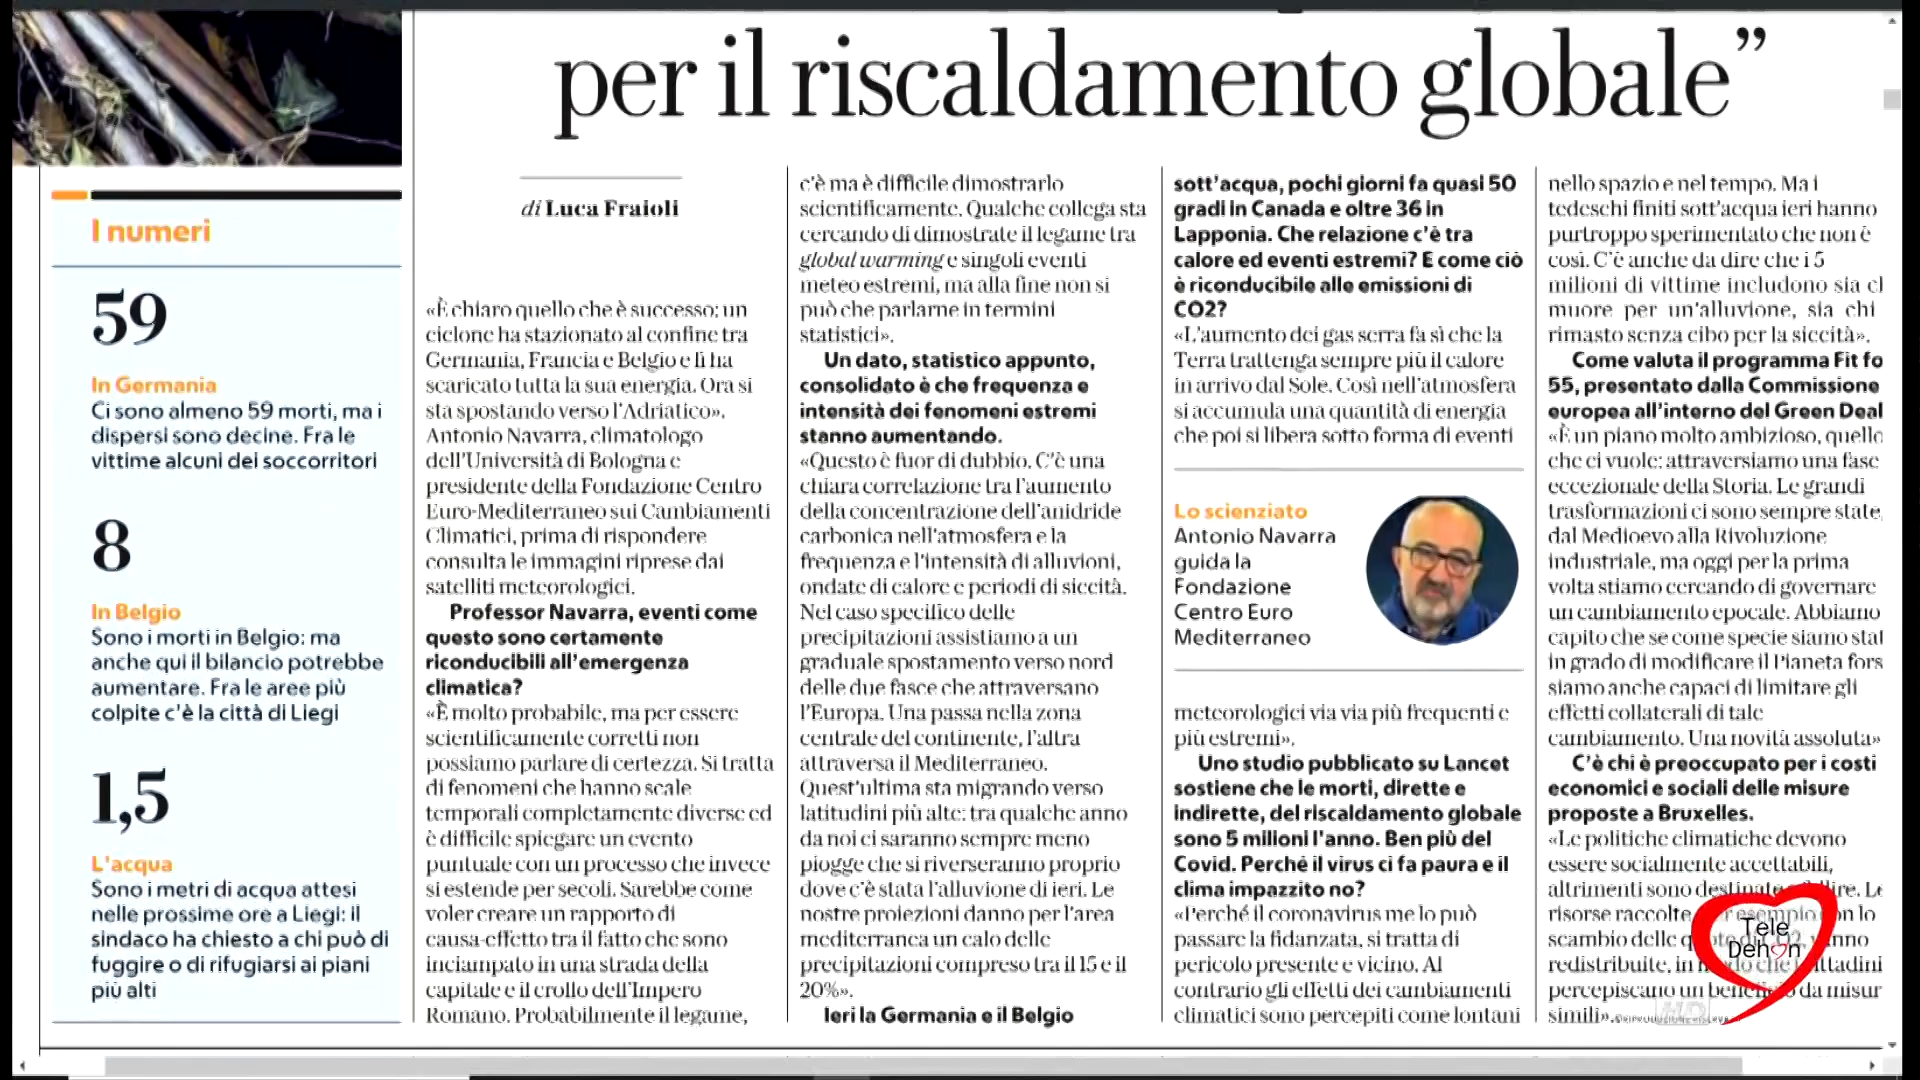 per il riscaldamento globale”
I numeri
59
In Germania
Ci sono almeno 59 morti, ma i
dispersi sono decine. Fra le
vittime alcuni dei soccorritori
8
In Belgio
Sono i morti in Belgio: ma
anche qui il bilancio potrebbe
aumentare. Fra le aree più
colpite c'è la città di Liegi
1,5
L'acqua
Sono i metri di acqua attesi
nelle prossime ore a Liegi: il
sindaco ha chiesto a chi può di
fuggire o di rifugiarsi ai piani
più alti
di Luca Fraioli
«È chiaro quello che è successo: un
ciclone ha stazionato al confine tra
Germania, Francia e Belgio e lì ha
scaricato tutta la sua energia. Ora si
sta spostando verso l'Adriatico».
Antonio Navarra, climatologo
dell'Università di Bologna e
presidente della Fondazione Centro
Euro-Mediterraneo sui Cambiamenti
Climatici, prima di rispondere
consulta le immagini riprese dai
satelliti meteorologici.
Professor Navarra, eventi come
questo sono certamente
riconducibili all'emergenza
climatica?
«È molto probabile, ma per essere
scientificamente corretti non
possiamo parlare di certezza. Si tratta
di fenomeni che hanno scale
temporali completamente diverse ed
è difficile spiegare un evento
puntuale con un processo che invece
si estende per secoli. Sarebbe come
voler creare un rapporto di
causa-effetto tra il fatto che sono
inciampato in una strada della
capitale e il crollo dell'Impero
Romano. Probabilmente il legame,
c'è ma è difficile dimostrarlo
scientificamente. Qualche collega sta
cercando di dimostrate il legame tra
global warming e singoli eventi
meteo estremi, ma alla fine non si
può che parlarne in termini
statistici».
Un dato, statistico appunto,
consolidato è che frequenza e
intensità dei fenomeni estremi
stanno aumentando.
«Questo è fuor di dubbio. C'è una
chiara correlazione tra l'aumento
della concentrazione dell'anidride
carbonica nell'atmosfera e la
frequenza e l'intensità di alluvioni,
ondate di calore e periodi di siccità.
Nel caso specifico delle
precipitazioni assistiamo a un
graduale spostamento verso nord
delle due fasce che attraversano
l'Europa. Una passa nella zona
centrale del continente, l'altra
attraversa il Mediterraneo.
Quest'ultima sta migrando verso
latitudini più alte: tra qualche anno
da noi ci saranno sempre meno
piogge che si riverseranno proprio
dove c'è stata l'alluvione di ieri. Le
nostre proiezioni danno per l'area
mediterranea un calo delle
precipitazioni compreso tra il 15 e il
20%».
Ieri la Germania e il Belgio
sott'acqua, pochi giorni fa quasi 50
gradi in Canada e oltre 36 in
Lapponia. Che relazione c'è tra
calore ed eventi estremi? E come ciò
è riconducibile alle emissioni di
CO2?
«L'aumento dei gas serra fa sì che la
Terra trattenga sempre più il calore
in arrivo dal Sole. Così nell'atmosfera
si accumula una quantità di energia
che poi si libera sotto forma di eventi
Lo scienziato
Antonio Navarra
guida la
Fondazione
Centro Euro
Mediterraneo
meteorologici via via più frequenti e
più estremi».
Uno studio pubblicato su Lancet
sostiene che le morti, dirette e
indirette, del riscaldamento globale
sono 5 milioni l'anno. Ben più del
Covid. Perché il virus ci fa paura e il
clima impazzito no?
«Perché il coronavirus me lo può
passare la fidanzata, si tratta di
pericolo presente e vicino. Al
contrario gli effetti dei cambiamenti
climatici sono percepiti come lontani
nello spazio e nel tempo. Ma i
tedeschi finiti sott'acqua ieri hanno
purtroppo sperimentato che non è
così. C'è anche da dire che i 5
milioni di vittime includono sia cl
muore per un'alluvione, sia chi
rimasto senza cibo per la siccità».
Come valuta il programma Fit fo
55, presentato dalla Commissione
europea all'interno del Green Deal
«È un piano molto ambizioso, quello
che ci vuole: attraversiamo una fase
eccezionale della Storia. Le grandi
trasformazioni ci sono sempre state,
dal Medioevo alla Rivoluzione
industriale, ma oggi per la prima
volta stiamo cercando di governare
un cambiamento epocale. Abbiamo
capito che se come specie siamo stat
in grado di modificare il Pianeta fors
siamo anche capaci di limitare gli
effetti collaterali di tale
cambiamento. Una novità assoluta»
C'è chi è preoccupato per i costi
economici e sociali delle misure
proposte a Bruxelles.
«Le politiche climatiche devono
essere socialmente accettabili,
altrimenti sono destinate a fallire. Le
risorse raccolte, per esempio con lo
scambio delle quote di CO2, vanno
redistribuite, in modo che i cittadini
percepiscano un beneficio da misur
simili».
Tele
Dehon
HD